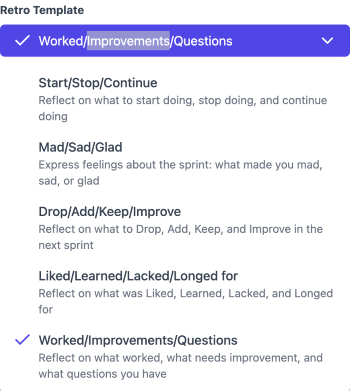 Retro Template
Worked/Improvements/Questions
Start/Stop/Continue
Reflect on what to start doing, stop doing, and continue
doing
Mad/Sad/Glad
Express feelings about the sprint: what made you mad,
sad, or glad
Drop/Add/Keep/Improve
Reflect on what to Drop, Add, Keep, and Improve in the
next sprint
Liked/Learned/Lacked/Longed for
Reflect on what was Liked, Learned, Lacked, and Longed
for
Worked/Improvements/Questions
Reflect on what worked, what needs improvement, and
what questions you have